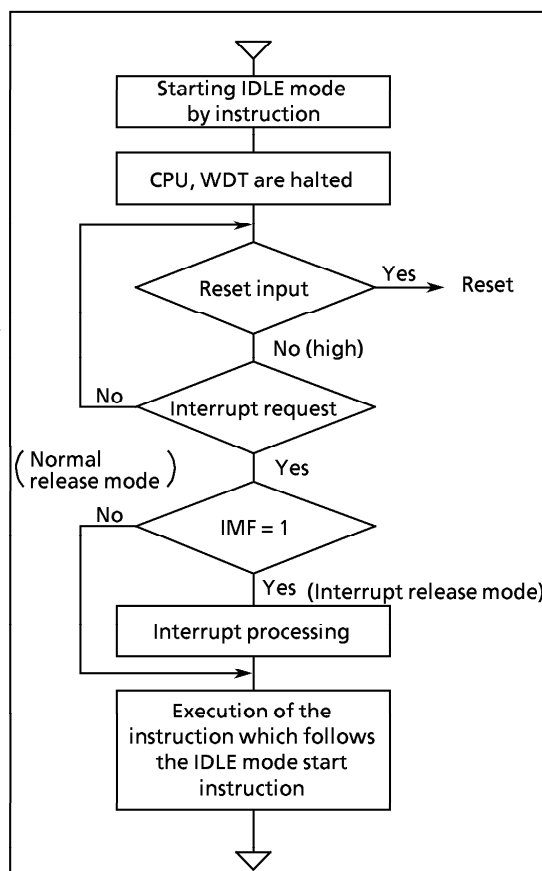 Starting IDLE mode
by instruction
CPU, WDT are halted
Reset input
Yes
Reset
No (high)
No
Interrupt request
(Normal
release mode)
Yes
No
IMF = 1
Yes (Interrupt release mode)
Interrupt processing
Execution of the
instruction which follows
the IDLE mode start
instruction